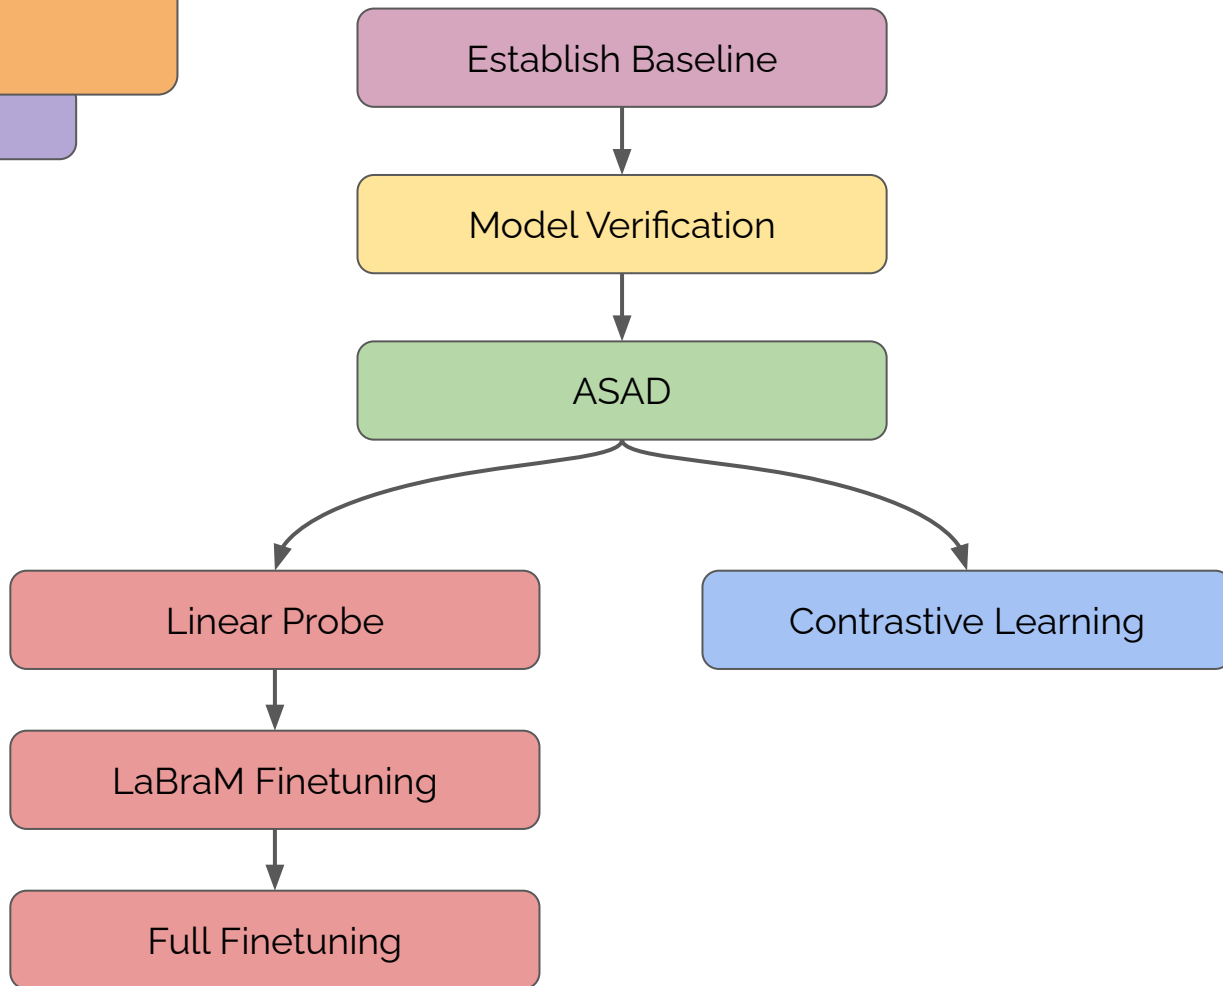 Establish Baseline
Model Verification
ASAD
Linear Probe
Contrastive Learning
LaBraM Finetuning
Full Finetuning